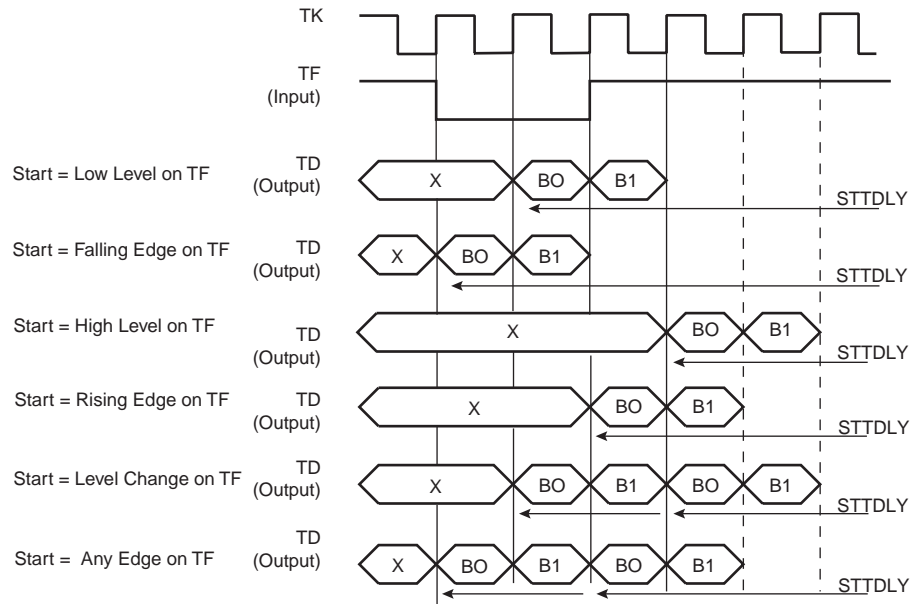 TK
TF
(Input)
Start = Low Level on TF
TD
(Output)
X
BO
B1
STTDLY
Start = Falling Edge on TF
TD
(Output)
X
BO
B1
STTDLY
Start = High Level on TF
TD
(Output)
X
BO
B1
STTDLY
Start = Rising Edge on TF
TD
(Output)
X
BO
B1
STTDLY
Start = Level Change on TF
TD
(Output)
X
BO
B1
BO
B1
STTDLY
Start = Any Edge on TF
TD
(Output)
X
BO
B1
BO
B1
STTDLY